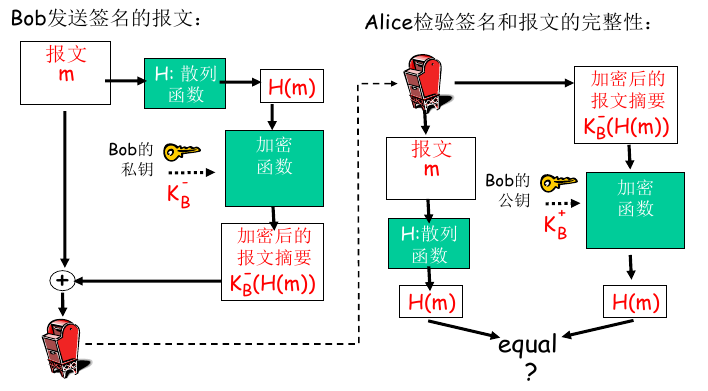 Bob发送签名的报文：
报文
m
H: 散列
函数
H(m)
加密
函数
Bob的
私钥
K_B^-
加密后的
报文摘要
K_B^-(H(m))
+
Alice检验签名和报文的完整性：
加密后的
报文摘要
K_B^-(H(m))
报文
m
Bob的
公钥
K_B^+
加密
函数
H:散列
函数
H(m)
H(m)
equal
?